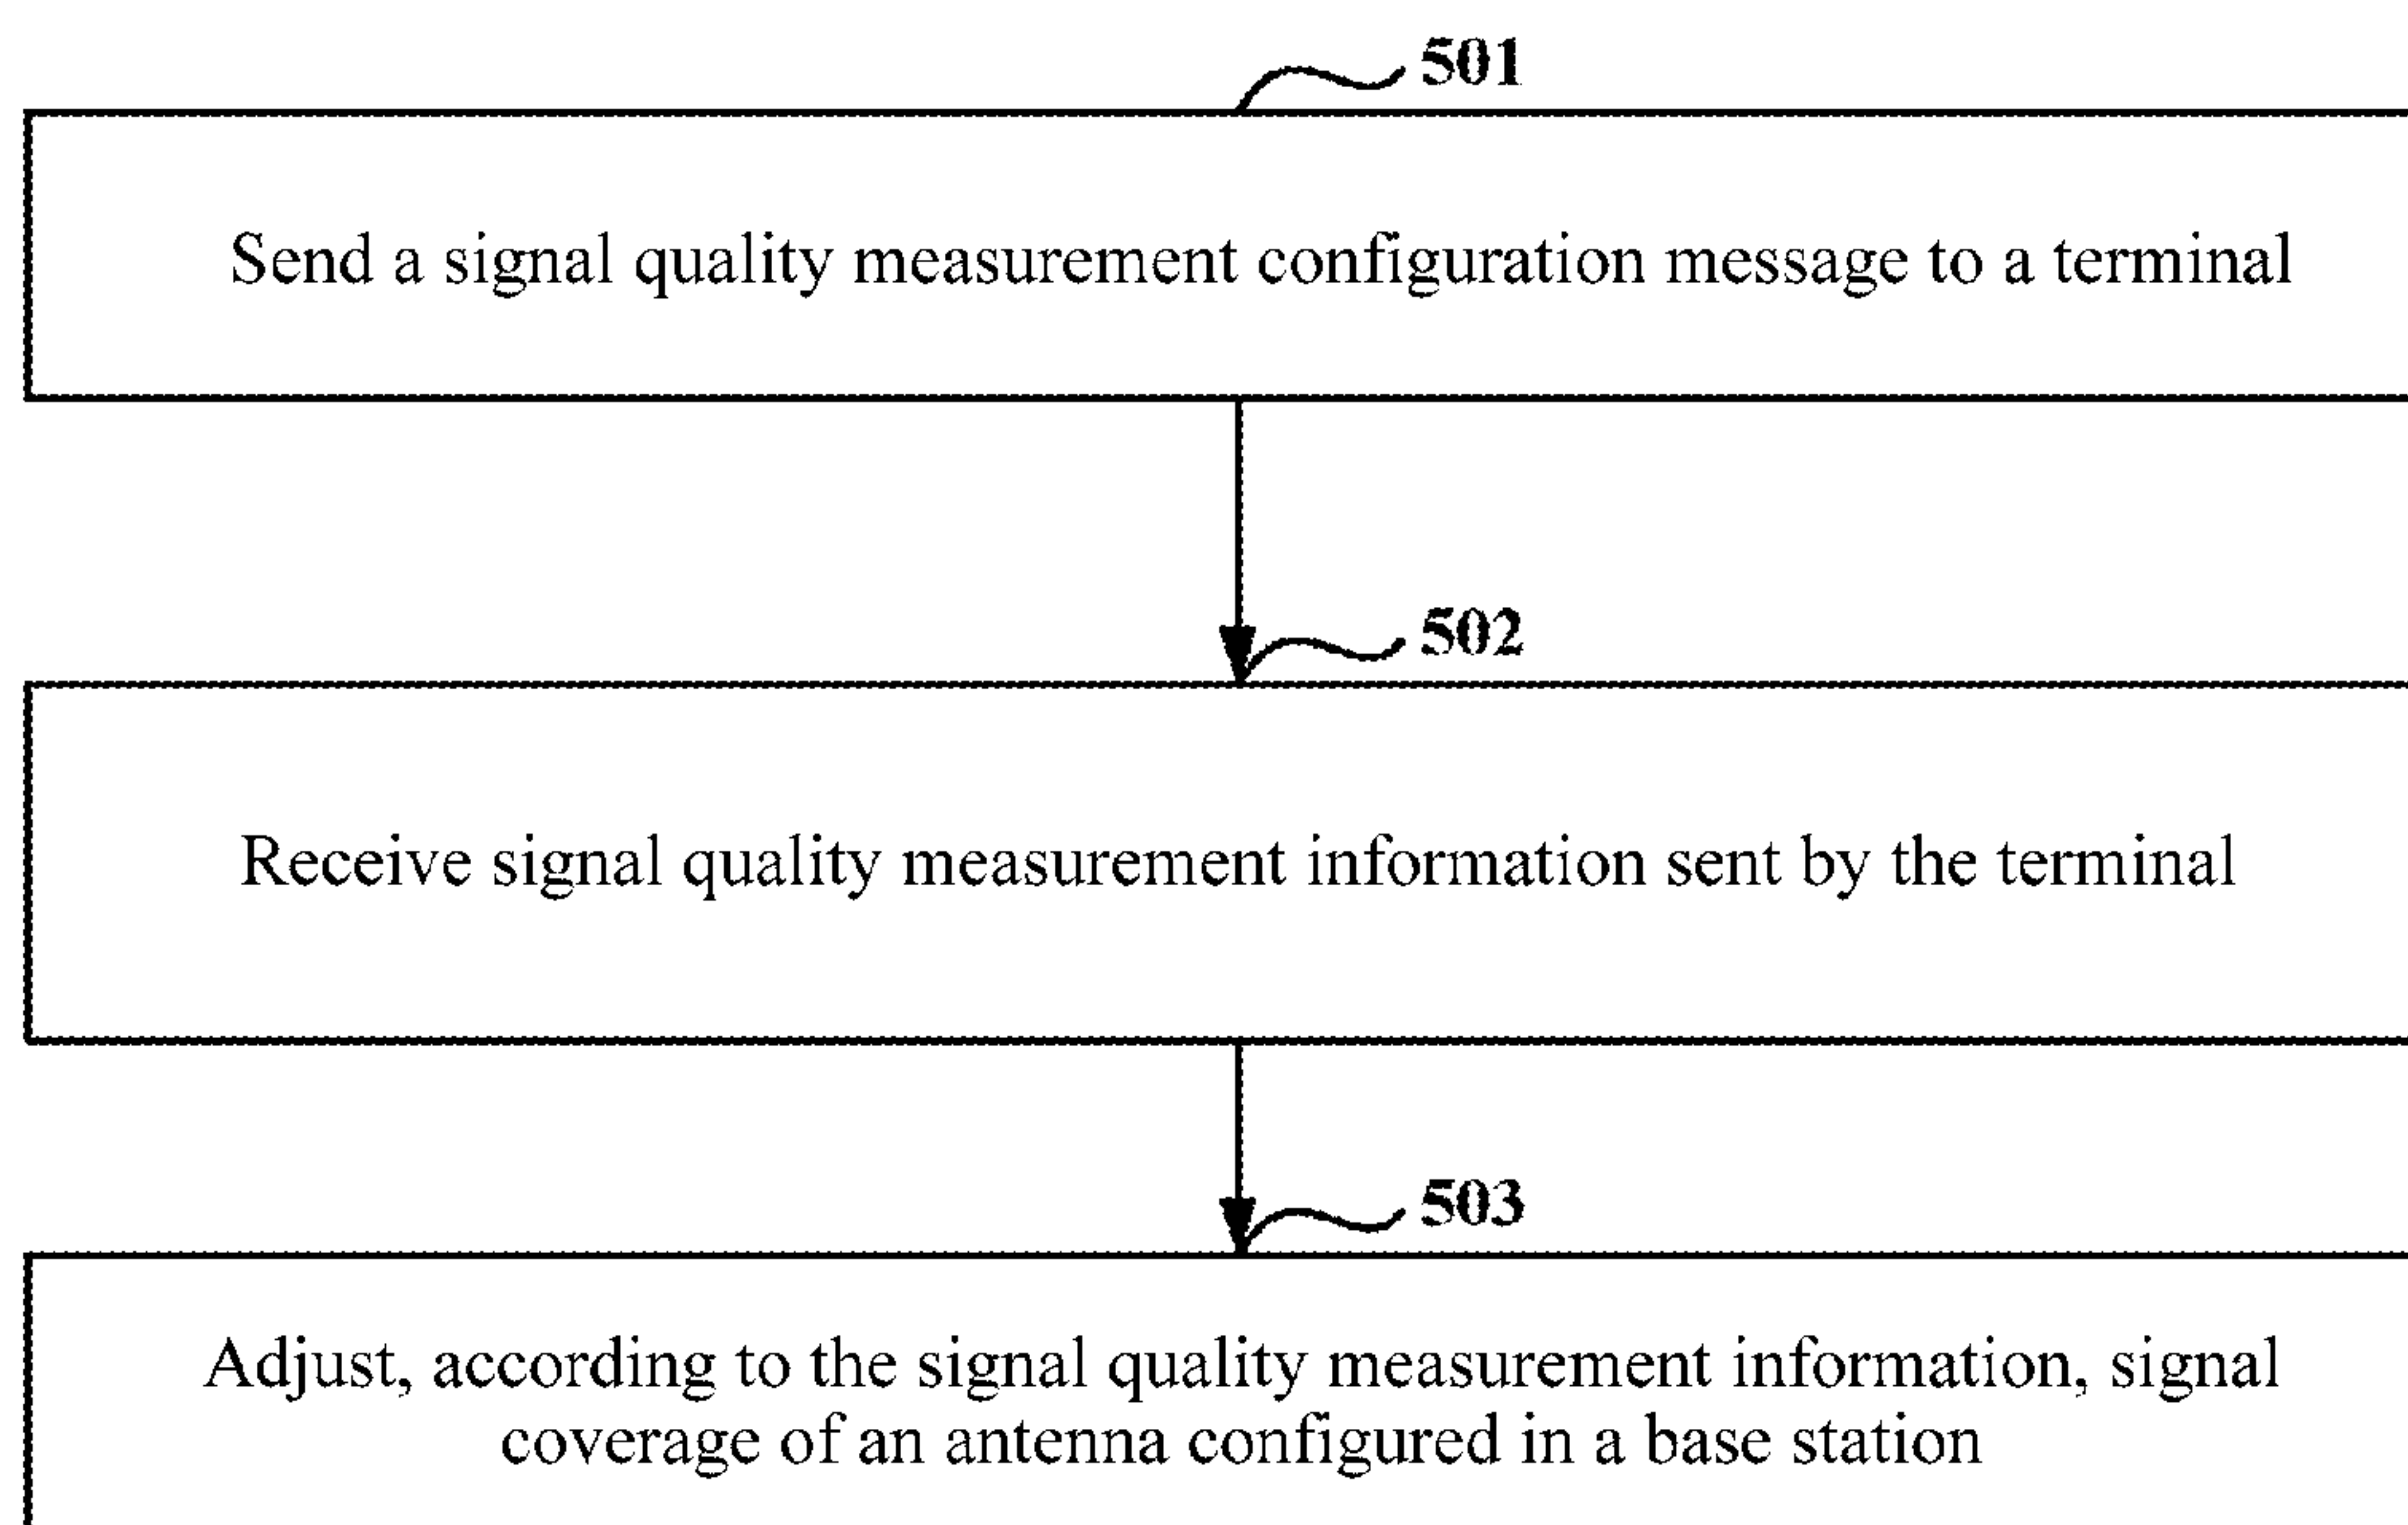 501
Send a signal quality measurement configuration message to a terminal
502
Receive signal quality measurement information sent by the terminal
503
Adjust, according to the signal quality measurement information, signal
coverage of an antenna configured in a base station